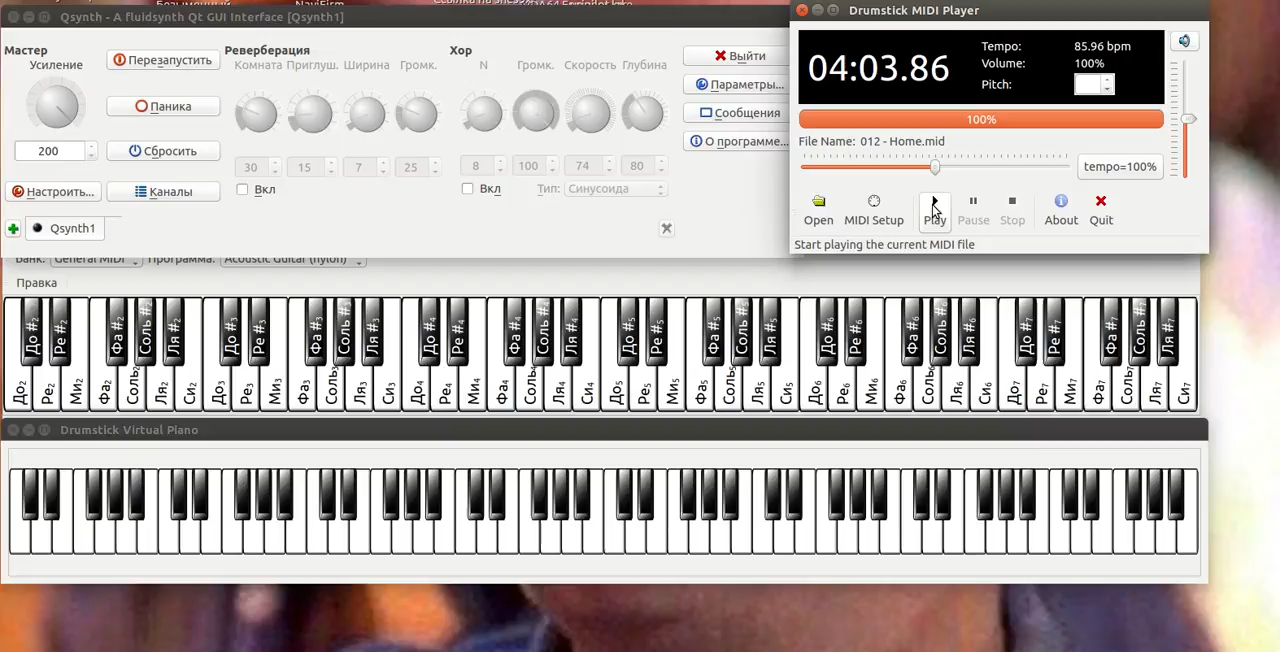 Qsynth - A fluidsynth Qt GUI Interface [Qsynth1]
Мастер
Усиление
200
Настроить...
Перезапустить
Паника
Сбросить
Каналы
Реверберация
Комната Приглуш. Ширина Громк.
30 15 7 25
Вкл
Хор
N Громк. Скорость Глубина
8 100 74 80
Вкл Тип: Синусоида
Выйти
Параметры...
Сообщения
О программе...
Qsynth1
Drumstick MIDI Player
04:03.86
Tempo: 85.96 bpm
Volume: 100%
Pitch:
100%
File Name: 012 - Home.mid
tempo=100%
Open MIDI Setup Play Pause Stop About Quit
Start playing the current MIDI file
Банк: General MIDI Программа: Acoustic Guitar (nylon)
Правка
До #2 Ре #2 Фа #2 Соль #2 Ля #2 До #3 Ре #3 Фа #3 Соль #3 Ля #3 До #4 Ре #4 Фа #4 Соль #4 Ля #4 До #5 Ре #5 Фа #5 Соль #5 Ля #5 До #6 Ре #6 Фа #6 Соль #6 Ля #6 До #7 Ре #7 Фа #7 Соль #7 Ля #7
До2 Ре2 Ми2 Фа2 Соль2 Ля2 Си2 До3 Ре3 Ми3 Фа3 Соль3 Ля3 Си3 До4 Ре4 Ми4 Фа4 Соль4 Ля4 Си4 До5 Ре5 Ми5 Фа5 Соль5 Ля5 Си5 До6 Ре6 Ми6 Фа6 Соль6 Ля6 Си6 До7 Ре7 Ми7 Фа7 Соль7 Ля7 Си7
Drumstick Virtual Piano